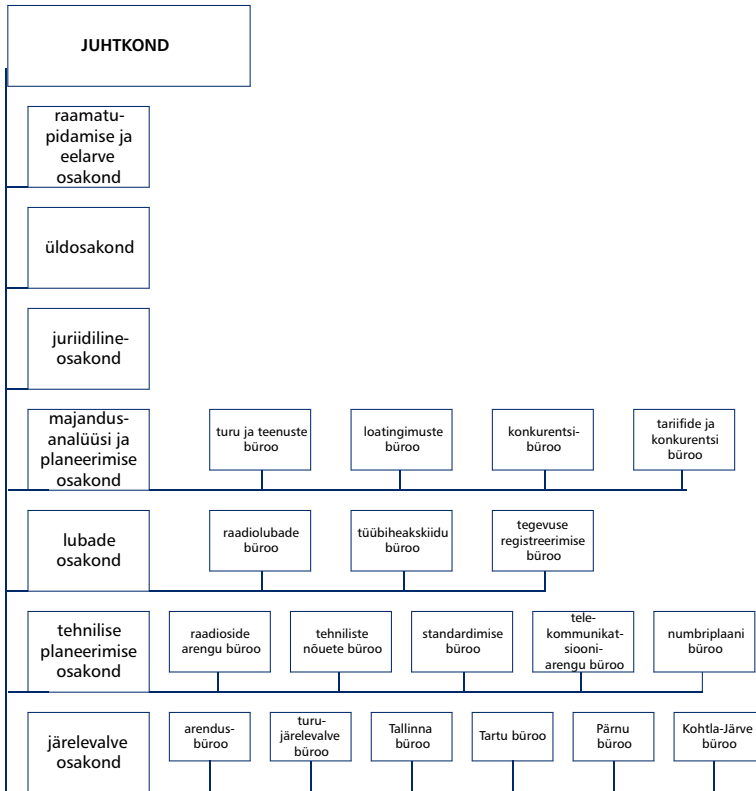 JUHTKOND
raamatu-
pidamise ja
eelarve
osakond
üldosakond
juriidiline-
osakond
majandus-
analüüsi ja
planeerimise
osakond
turu ja teenuste
büroo
loatingimuste
büroo
konkurentsi-
büroo
tariifide ja
konkurentsi
büroo
lubade
osakond
raadiolubade
büroo
tüübiheakskiidu
büroo
tegevuse
registreerimise
büroo
tehnilise
planeerimise
osakond
raadioside
arengu büroo
tehniliste
nõuete büroo
standardimise
büroo
tele-
kommunikat-
siooni-
arengu büroo
numbriplaani
büroo
järelevalve
osakond
arendus-
büroo
turu-
järelevalve
büroo
Tallinna
büroo
Tartu büroo
Pärnu
büroo
Kohtla-Järve
büroo